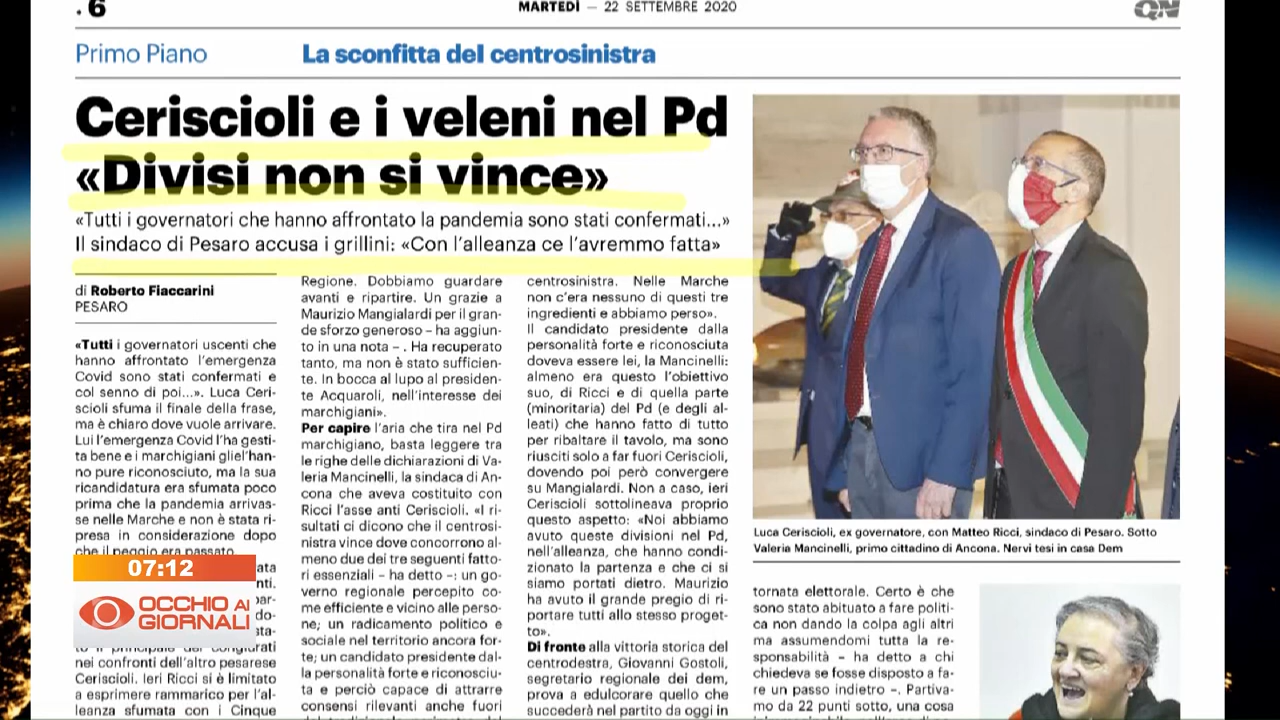 . 6
MARTEDÌ — 22 SETTEMBRE 2020
QN
Primo Piano
La sconfitta del centrosinistra
Ceriscioli e i veleni nel Pd
«Divisi non si vince»
«Tutti i governatori che hanno affrontato la pandemia sono stati confermati...»
Il sindaco di Pesaro accusa i grillini: «Con l'alleanza ce l'avremmo fatta»
di Roberto Fiaccarini
PESARO
«Tutti i governatori uscenti che
hanno affrontato l'emergenza
Covid sono stati confermati e
col senno di poi...». Luca Ceri-
scioli sfuma il finale della frase,
ma è chiaro dove vuole arrivare.
Lui l'emergenza Covid l'ha gesti-
ta bene e i marchigiani gliel'han-
no pure riconosciuto, ma la sua
ricandidatura era sfumata poco
prima che la pandemia arrivas-
se nelle Marche e non è stata ri-
presa in considerazione dopo
che il peggio era passato.
nei confronti dell'altro pesarese
Ceriscioli. Ieri Ricci si è limitato
a esprimere rammarico per l'al-
leanza sfumata con i Cinque
Regione. Dobbiamo guardare
avanti e ripartire. Un grazie a
Maurizio Mangialardi per il gran-
de sforzo generoso – ha aggiun-
to in una nota – . Ha recuperato
tanto, ma non è stato sufficien-
te. In bocca al lupo al presiden-
te Acquaroli, nell'interesse dei
marchigiani».
Per capire l'aria che tira nel Pd
marchigiano, basta leggere tra
le righe delle dichiarazioni di Va-
leria Mancinelli, la sindaca di An-
cona che aveva costituito con
Ricci l'asse anti Ceriscioli. «I ri-
sultati ci dicono che il centrosi-
nistra vince dove concorrono al-
meno due dei tre seguenti fatto-
ri essenziali – ha detto –: un go-
verno regionale percepito co-
me efficiente e vicino alle perso-
ne; un radicamento politico e
sociale nel territorio ancora for-
te; un candidato presidente dal-
la personalità forte e riconosciu-
ta e perciò capace di attrarre
consensi rilevanti anche fuori
centrosinistra. Nelle Marche
non c'era nessuno di questi tre
ingredienti e abbiamo perso».
Il candidato presidente dalla
personalità forte e riconosciuta
doveva essere lei, la Mancinelli:
almeno era questo l'obiettivo
suo, di Ricci e di quella parte
(minoritaria) del Pd (e degli al-
leati) che hanno fatto di tutto
per ribaltare il tavolo, ma sono
riusciti solo a far fuori Ceriscioli,
dovendo poi però convergere
su Mangialardi. Non a caso, ieri
Ceriscioli sottolineava proprio
questo aspetto: «Noi abbiamo
avuto queste divisioni nel Pd,
nell'alleanza, che hanno condi-
zionato la partenza e che ci si
siamo portati dietro. Maurizio
ha avuto il grande pregio di ri-
portare tutti allo stesso proget-
to».
Di fronte alla vittoria storica del
centrodestra, Giovanni Gostoli,
segretario regionale dei dem,
prova a edulcorare quello che
succederà nel partito da oggi in
Luca Ceriscioli, ex governatore, con Matteo Ricci, sindaco di Pesaro. Sotto
Valeria Mancinelli, primo cittadino di Ancona. Nervi tesi in casa Dem
tornata elettorale. Certo è che
sono stato abituato a fare politi-
ca non dando la colpa agli altri
ma assumendomi tutta la re-
sponsabilità – ha detto a chi
chiedeva se fosse disposto a fa-
re un passo indietro –. Partiva-
mo da 22 punti sotto, una cosa
07:12
OCCHIO AI
GIORNALI